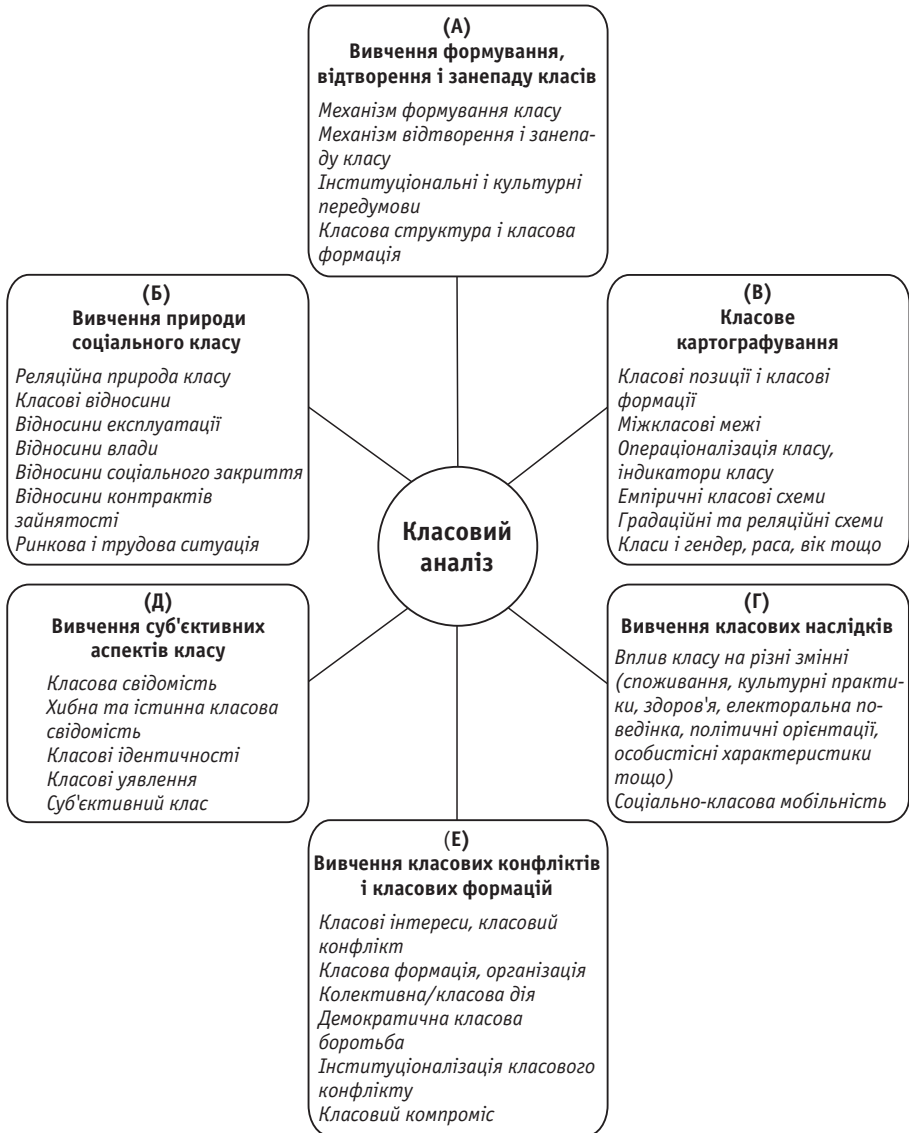 (А)
Вивчення формування,
відтворення і занепаду класів
Механізм формування класу
Механізм відтворення і занепа-
ду класу
Інституціональні і культурні
передумови
Класова структура і класова
формація
(Б)
Вивчення природи
соціального класу
Реляційна природа класу
Класові відносини
Відносини експлуатації
Відносини влади
Відносини соціального закриття
Відносини контрактів
зайнятості
Ринкова і трудова ситуація
(В)
Класове
картографування
Класові позиції і класові
формації
Міжкласові межі
Операціоналізація класу,
індикатори класу
Емпіричні класові схеми
Градаційні та реляційні схеми
Класи і гендер, раса, вік тощо
Класовий
аналіз
(Д)
Вивчення суб'єктивних
аспектів класу
Класова свідомість
Хибна та істинна класова
свідомість
Класові ідентичності
Класові уявлення
Суб'єктивний клас
(Г)
Вивчення класових наслідків
Вплив класу на різні змінні
(споживання, культурні практи-
ки, здоров'я, електоральна по-
ведінка, політичні орієнтації,
особистісні характеристики
тощо)
Соціально-класова мобільність
(Е)
Вивчення класових конфліктів
і класових формацій
Класові інтереси, класовий
конфлікт
Класова формація, організація
Колективна/класова дія
Демократична класова
боротьба
Інституціоналізація класового
конфлікту
Класовий компроміс